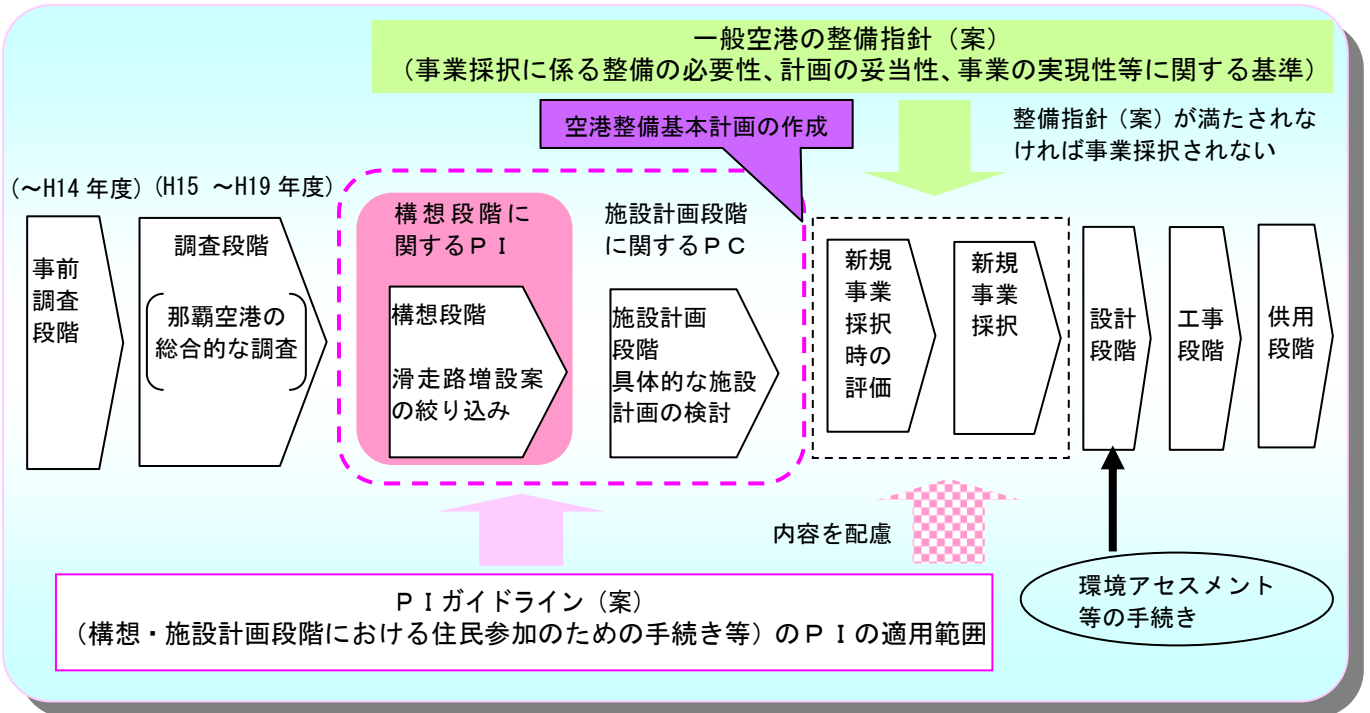 一般空港の整備指針（案）
（事業採択に係る整備の必要性、計画の妥当性、事業の実現性等に関する基準）
空港整備基本計画の作成
整備指針（案）が満たされな
ければ事業採択されない
（～H14 年度）
（H15 ～H19 年度）
事前
調査
段階
調査段階
那覇空港の
総合的な調査
構想段階に
関するＰＩ
構想段階
滑走路増設案
の絞り込み
施設計画段階
に関するＰＣ
施設計画
段階
具体的な施設
計画の検討
新規
事業
採択
時の
評価
新規
事業
採択
設計
段階
工事
段階
供用
段階
内容を配慮
ＰＩガイドライン（案）
（構想・施設計画段階における住民参加のための手続き等）のＰＩの適用範囲
環境アセスメント
等の手続き